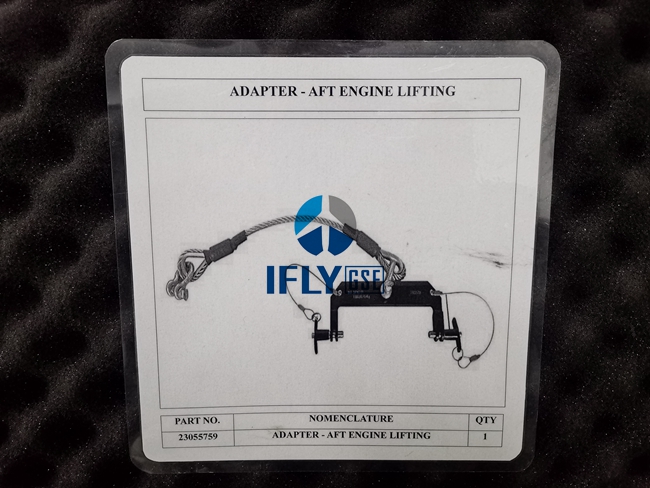 ADAPTER - AFT ENGINE LIFTING
IFLY GSE
PART NO. NOMENCLATURE QTY
23055759 ADAPTER - AFT ENGINE LIFTING 1